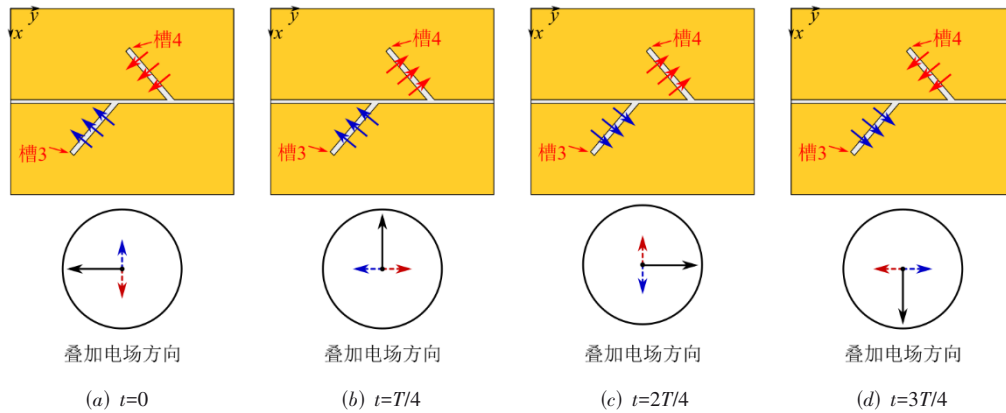 y
x
槽4
槽3
叠加电场方向
(a) t=0
y
x
槽4
槽3
叠加电场方向
(b) t=T/4
y
x
槽4
槽3
叠加电场方向
(c) t=2T/4
y
x
槽4
槽3
叠加电场方向
(d) t=3T/4